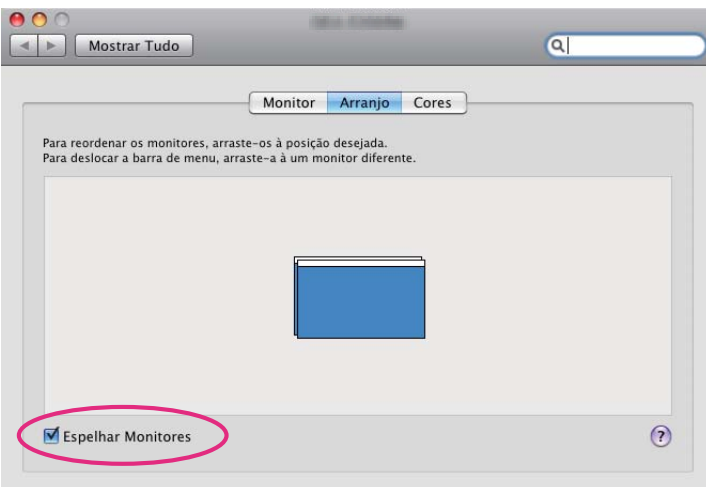 Mostrar Tudo
Monitor Arranjo Cores
Para reordenar os monitores, arraste-os à posição desejada.
Para deslocar a barra de menu, arraste-a à um monitor diferente.
Espelhar Monitores
?